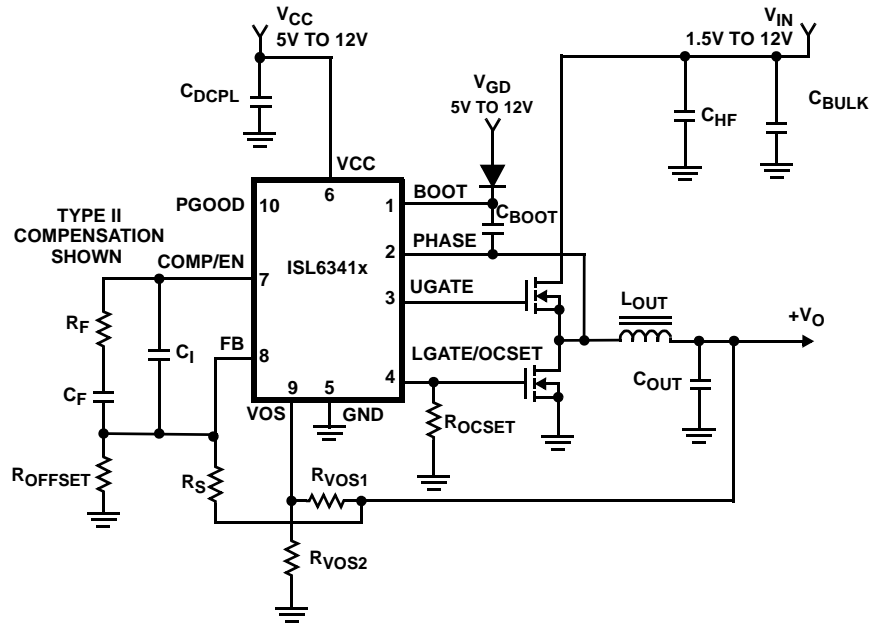 VCC
5V TO 12V
VIN
1.5V TO 12V
CDCPL
VGD
5V TO 12V
CHF
CBULK
VCC
6
PGOOD
10
BOOT
1
CBOOT
TYPE II
COMPENSATION
SHOWN
PHASE
2
COMP/EN
7
ISL6341x
UGATE
3
LOUT
+VO
RF
CI
FB
8
LGATE/OCSET
4
COUT
CF
9
5
VOS
GND
ROCSET
ROFFSET
RS
RVOS1
RVOS2